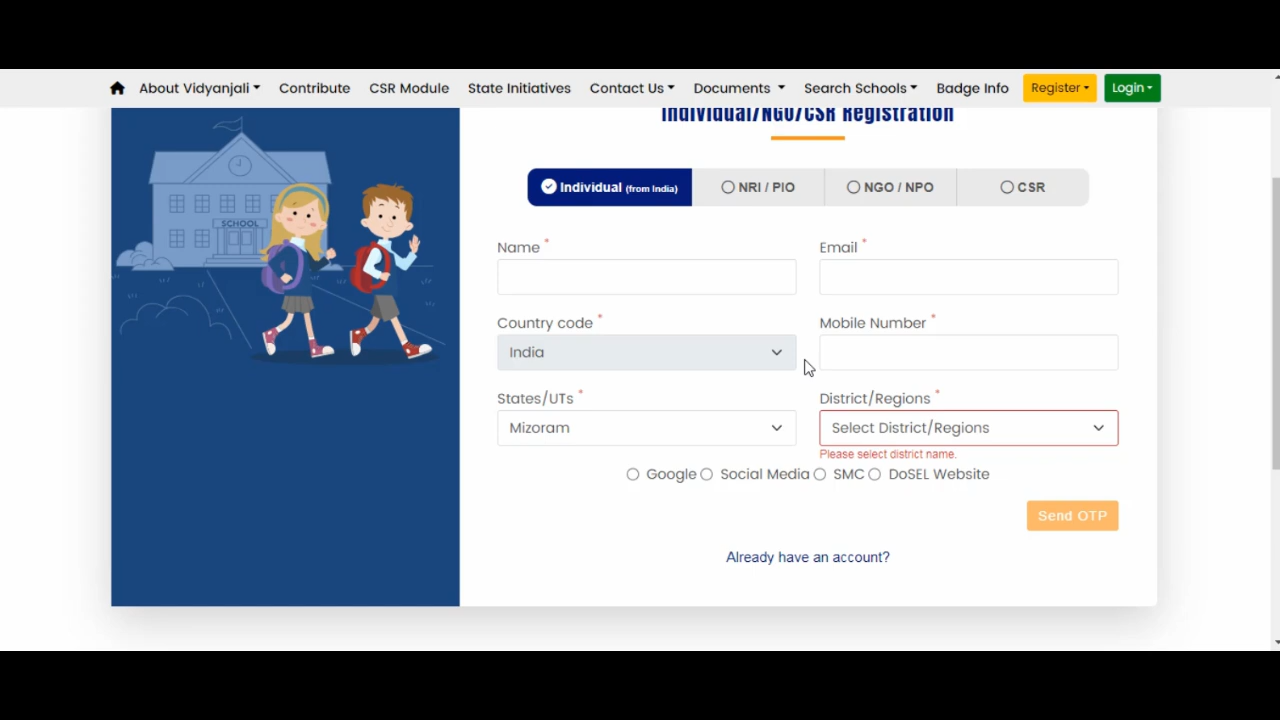 About Vidyanjali Contribute CSR Module State Initiatives Contact Us Documents Search Schools Badge Info Register Login
Individual/NGO/CSR Registration
SCHOOL
Individual (from India) NRI / PIO NGO / NPO CSR
Name * Email *
Country code * Mobile Number *
India
States/UTs * District/Regions *
Mizoram Select District/Regions
Please select district name.
Google Social Media SMC DoSEL Website
Send OTP
Already have an account?